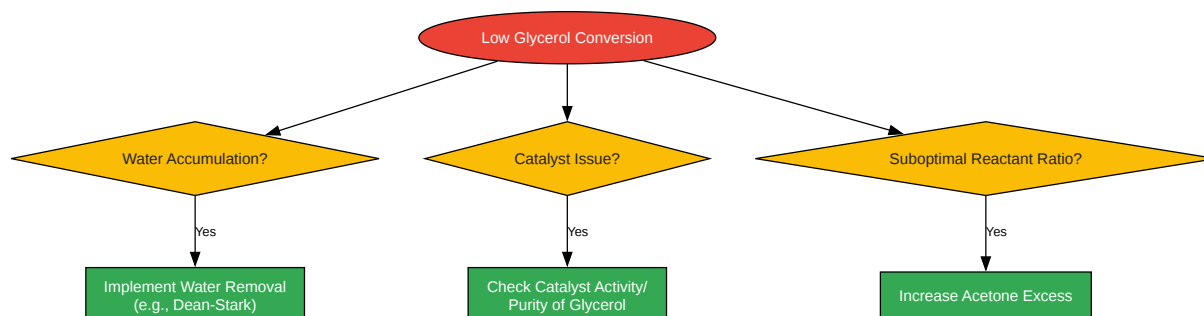 Low Glycerol Conversion
Water Accumulation?
Catalyst Issue?
Suboptimal Reactant Ratio?
Yes
Yes
Yes
Implement Water Removal
(e.g., Dean-Stark)
Check Catalyst Activity/
Purity of Glycerol
Increase Acetone Excess